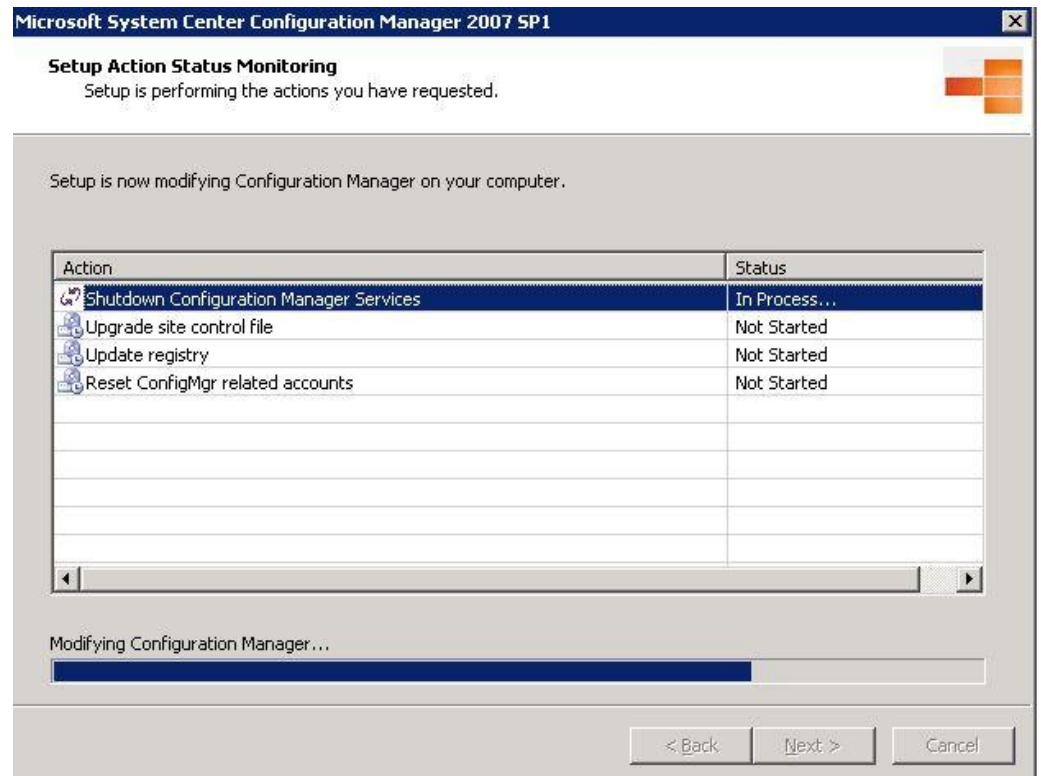 Microsoft System Center Configuration Manager 2007 SP1
Setup Action Status Monitoring
Setup is performing the actions you have requested.
Setup is now modifying Configuration Manager on your computer.
Action Status
Shutdown Configuration Manager Services In Process...
Upgrade site control file Not Started
Update registry Not Started
Reset ConfigMgr related accounts Not Started
Modifying Configuration Manager...
< Back Next > Cancel